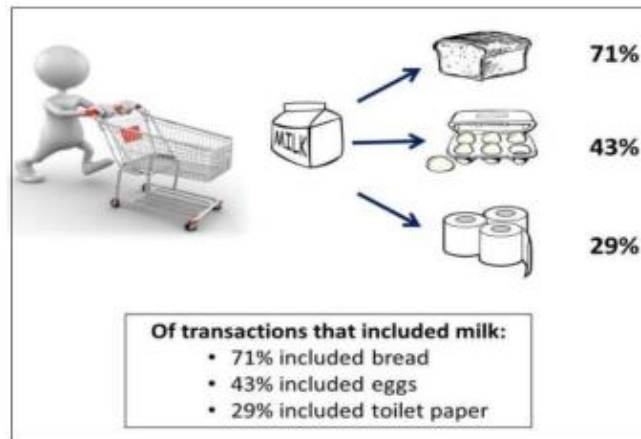 71%
MILK
43%
29%
Of transactions that included milk:
• 71% included bread
• 43% included eggs
• 29% included toilet paper